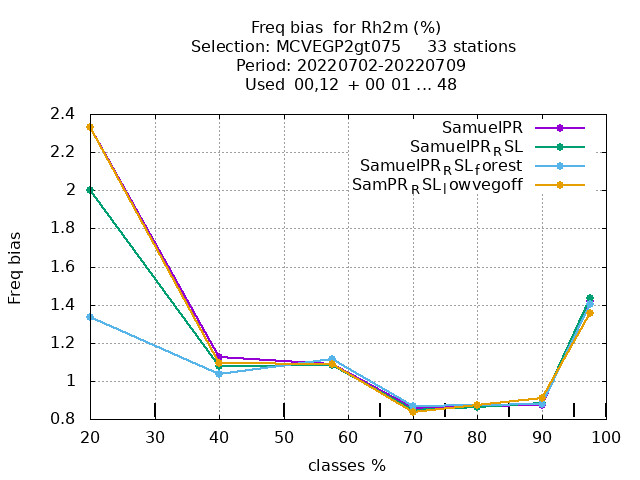 Freq bias  for Rh2m (%)
Selection: MCVEGP2gt075     33 stations
Period: 20220702-20220709
Used  00,12  + 00 01 ... 48
SamuelPR
SamuelPR_RSL
SamuelPR_RSL_forest
SamPR_RSL_lowvegoff
Freq bias
2.4
2.2
2
1.8
1.6
1.4
1.2
1
0.8
20 30 40 50 60 70 80 90 100
classes %